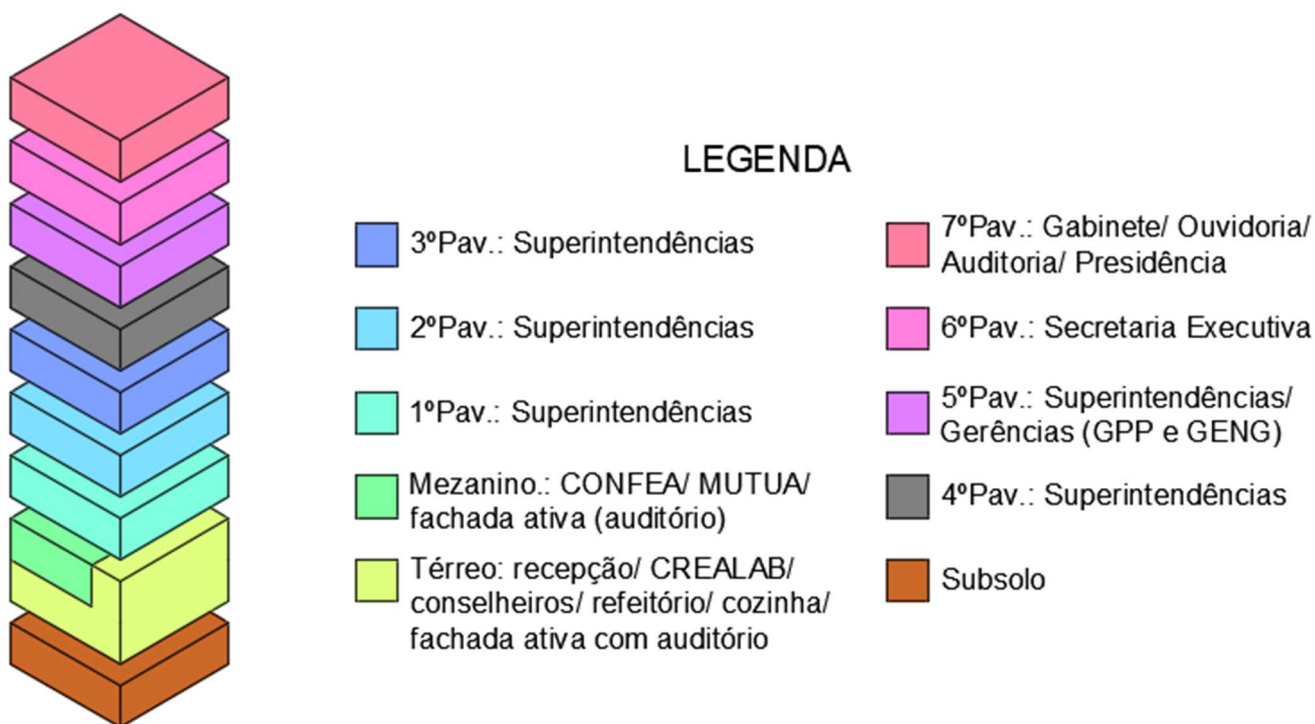 LEGENDA
3ºPav.: Superintendências
2ºPav.: Superintendências
1ºPav.: Superintendências
Mezanino.: CONFEA/ MUTUA/
fachada ativa (auditório)
Térreo: recepção/ CREALAB/
conselheiros/ refeitório/ cozinha/
fachada ativa com auditório
7ºPav.: Gabinete/ Ouvidoria/
Auditoria/ Presidência
6ºPav.: Secretaria Executiva
5ºPav.: Superintendências/
Gerências (GPP e GENG)
4ºPav.: Superintendências
Subsolo